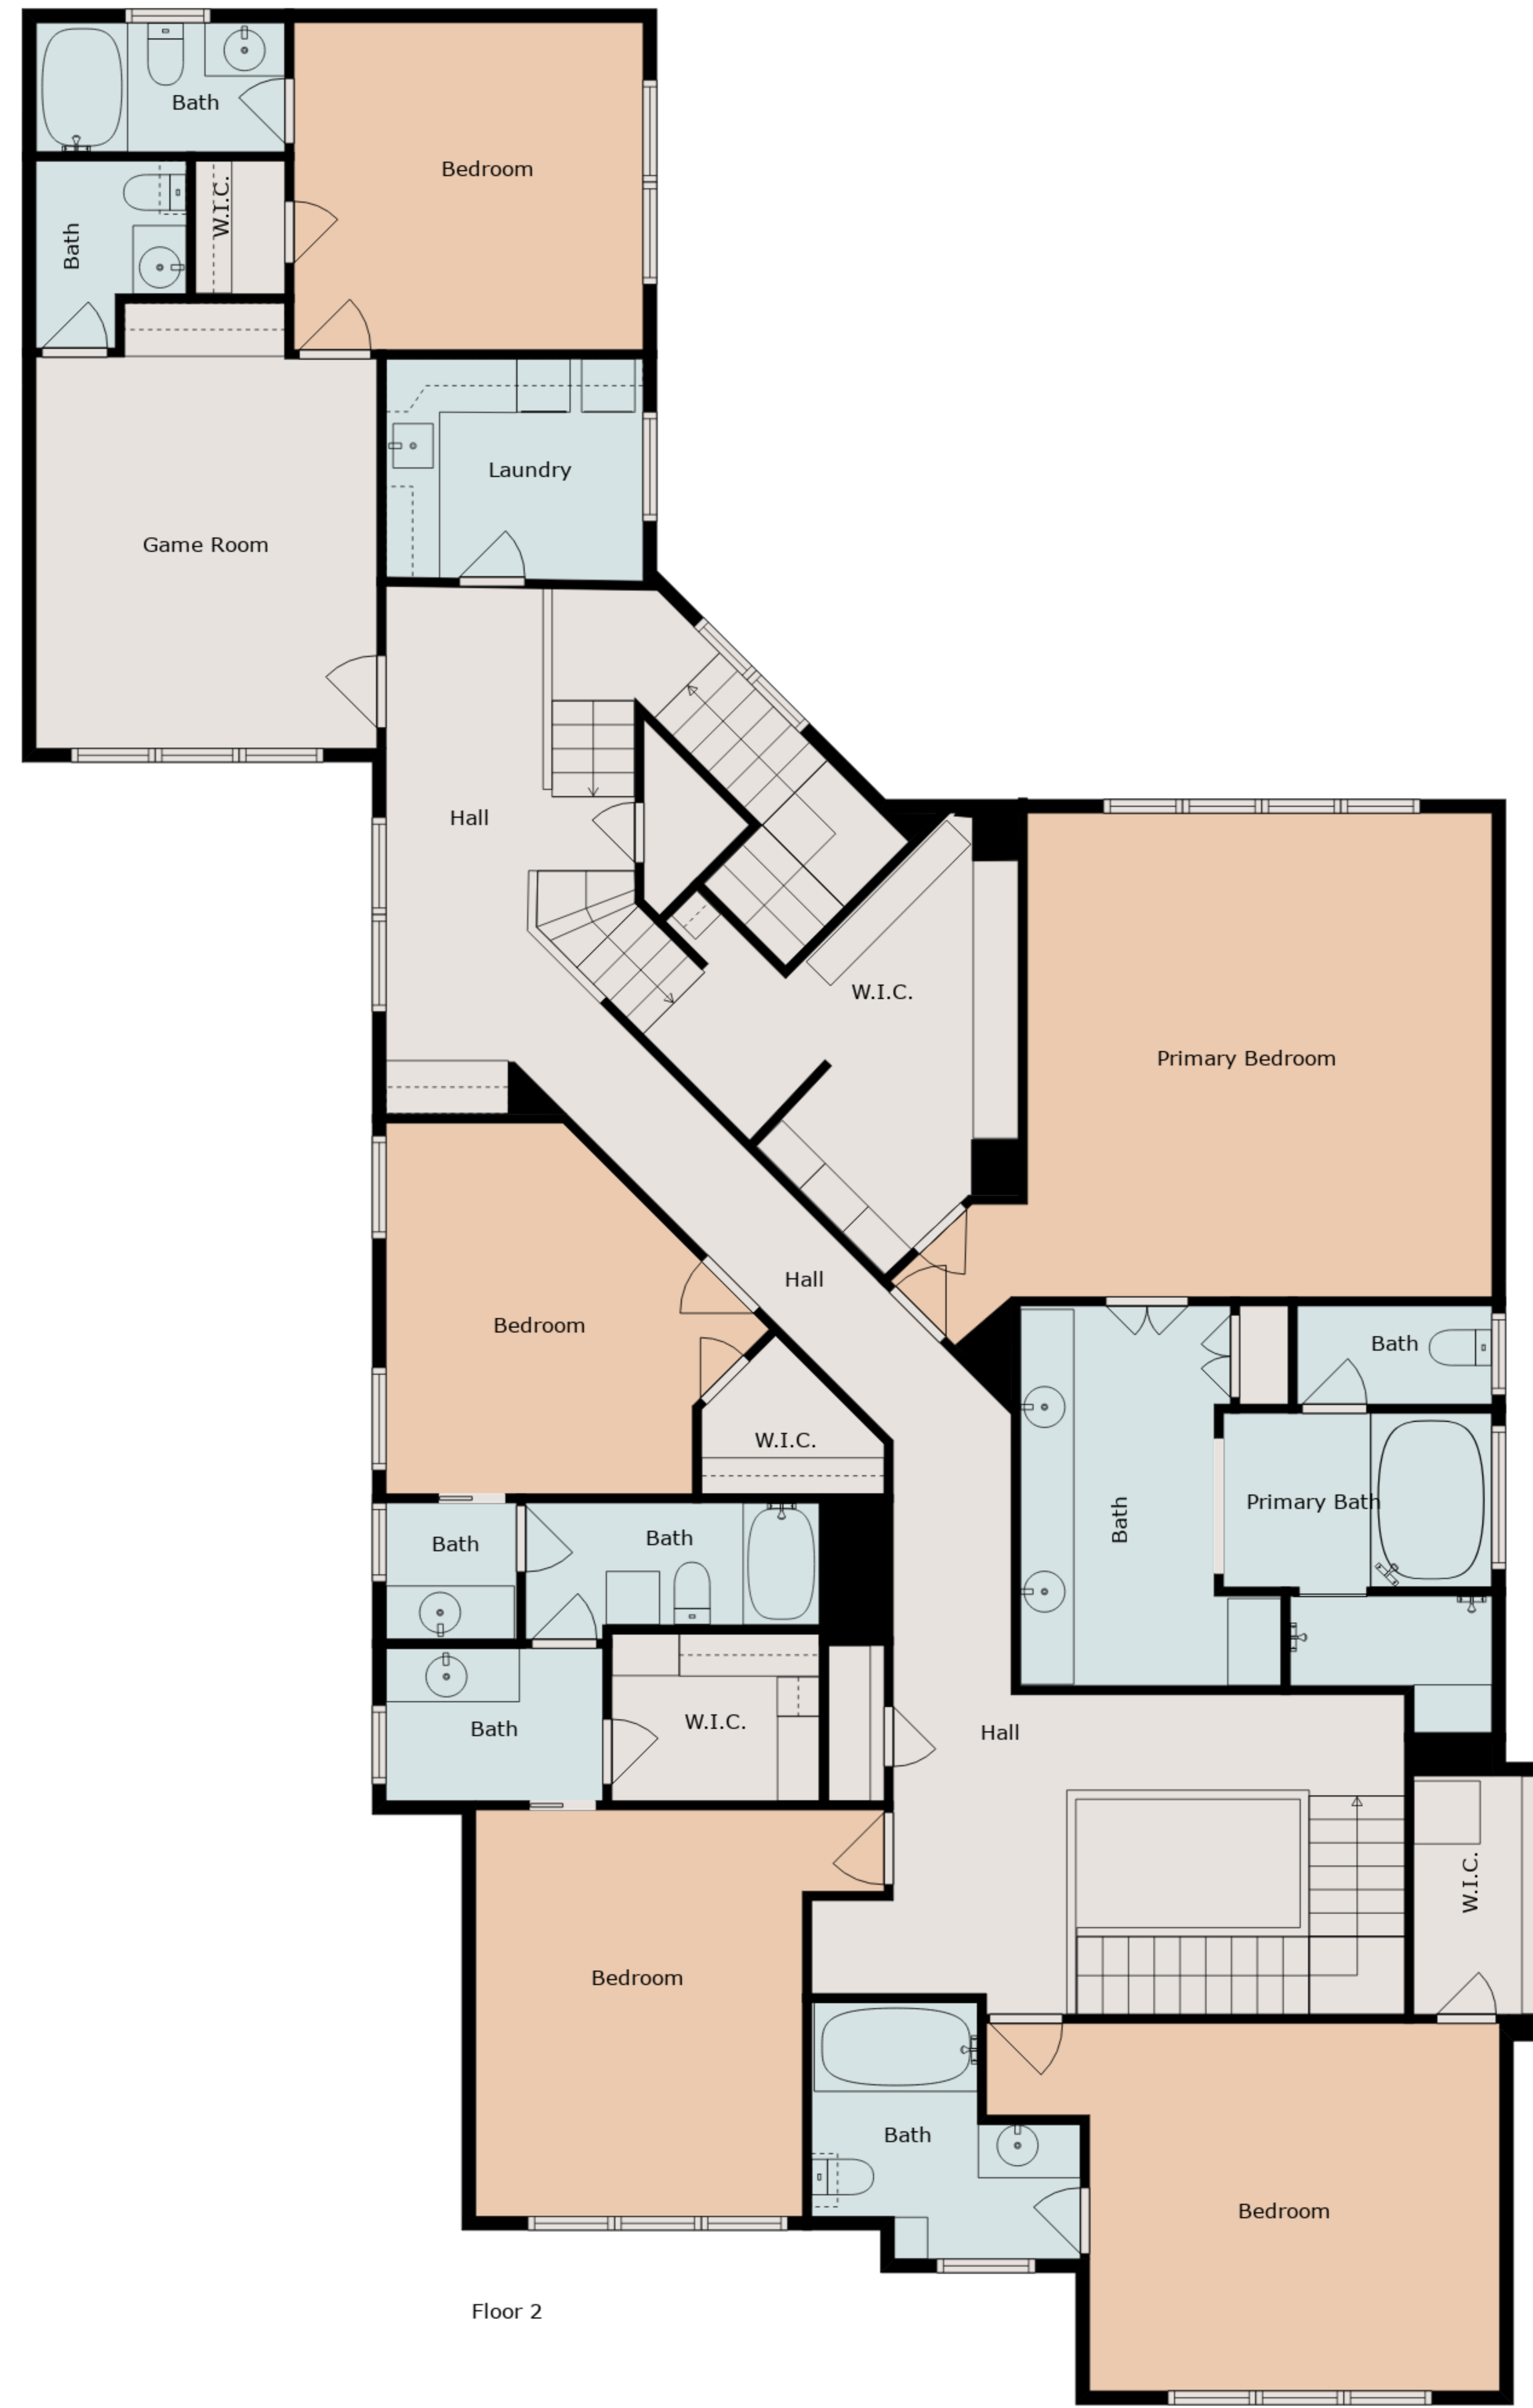 Bath
Bedroom
W.I.C.
Bath
Laundry
Game Room
Hall
W.I.C.
Primary Bedroom
Hall
Bedroom
Bath
W.I.C.
Primary Bath
Bath
Bath
Bath
W.I.C.
Bath
Hall
W.I.C.
Bedroom
Bath
Bedroom
Floor 2